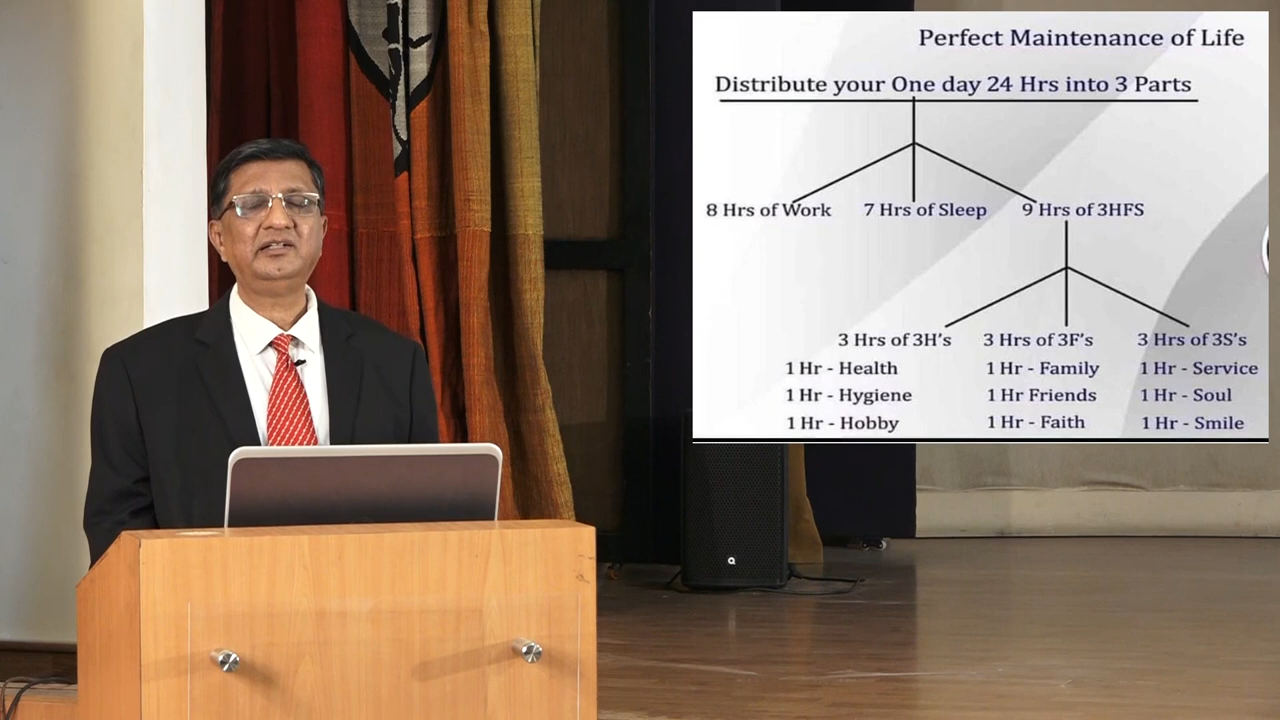 Perfect Maintenance of Life
Distribute your One day 24 Hrs into 3 Parts
8 Hrs of Work 7 Hrs of Sleep 9 Hrs of 3HFS
3 Hrs of 3H's 3 Hrs of 3F's 3 Hrs of 3S's
1 Hr - Health 1 Hr - Family 1 Hr - Service
1 Hr - Hygiene 1 Hr Friends 1 Hr - Soul
1 Hr - Hobby 1 Hr - Faith 1 Hr - Smile